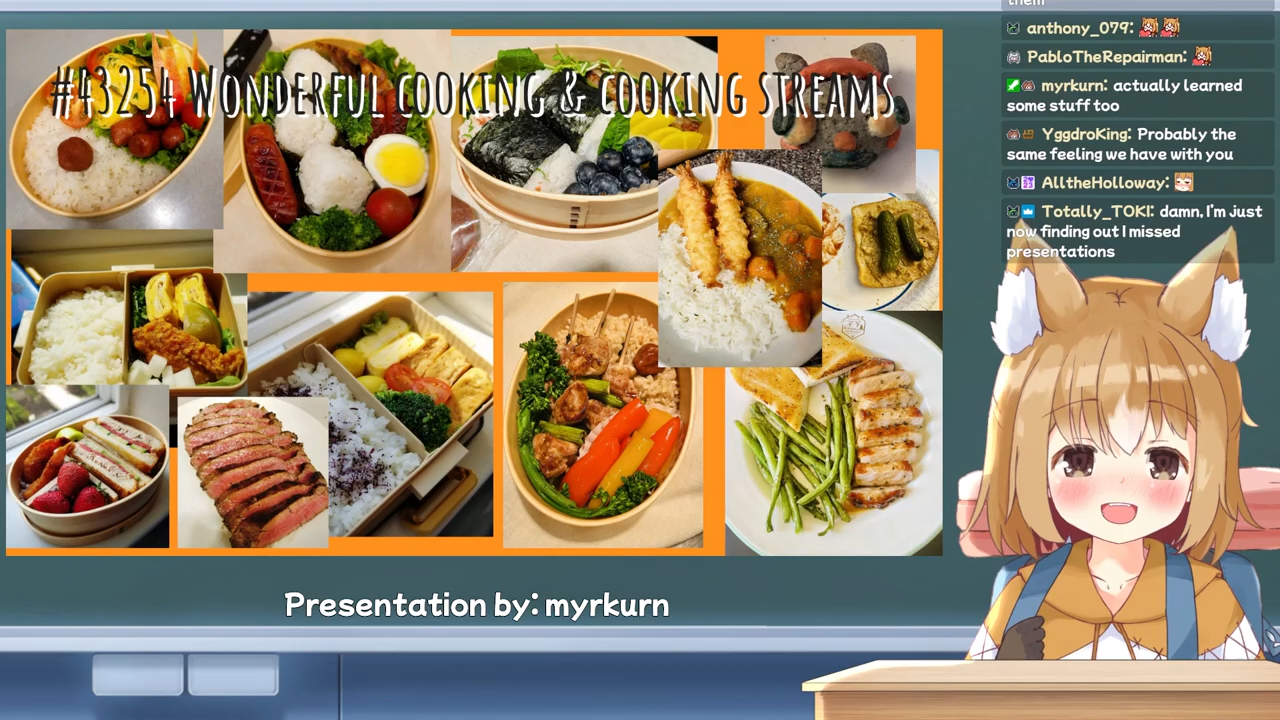 #43254 Wonderful cooking & cooking streams
Presentation by: myrkurn
them
anthony_079:
PabloTheRepairman:
myrkurn: actually learned
some stuff too
YggdroKing: Probably the
same feeling we have with you
AlltheHolloway:
Totally_TOKI: damn, I'm just
now finding out I missed
presentations